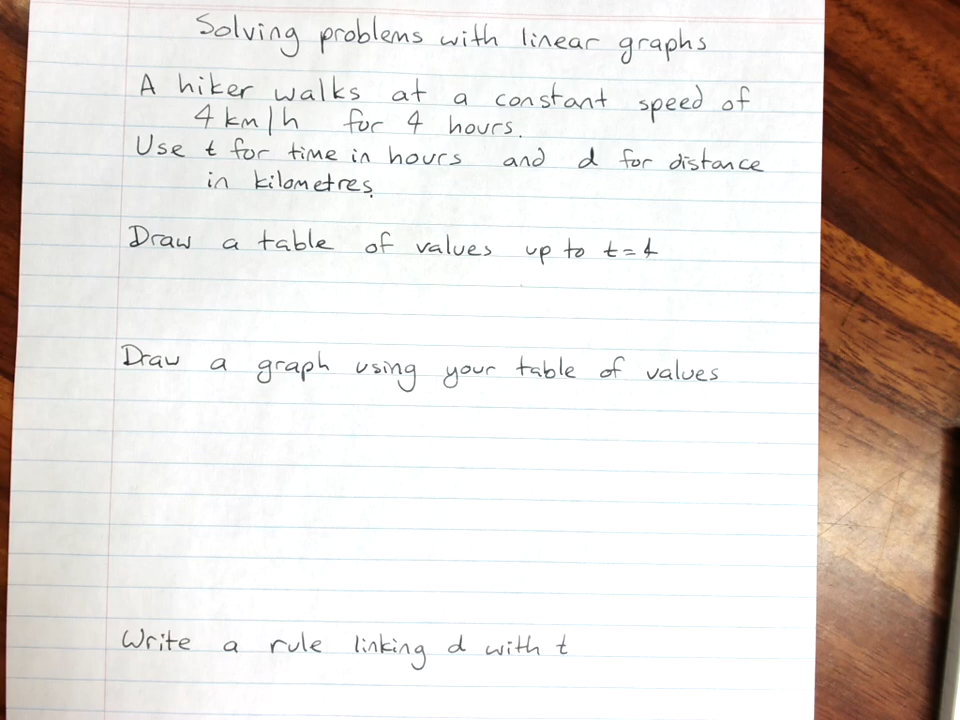 Solving problems with linear graphs
A hiker walks at a constant speed of
4 km/h for 4 hours.
Use t for time in hours and d for distance
in kilometres.
Draw a table of values up to t=4
Draw a graph using your table of values
Write a rule linking d with t